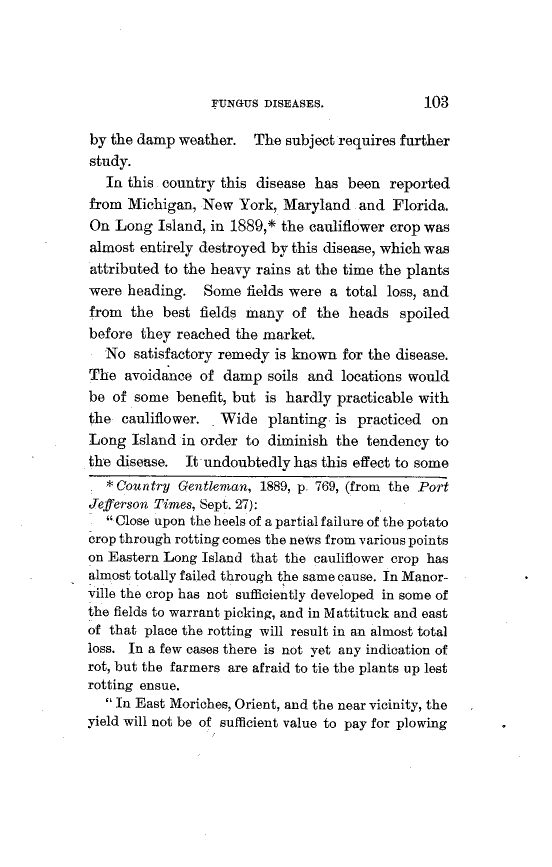 FUNGUS DISEASES. 103
by the damp weather. The subject requires further
study.
In this country this disease has been reported
from Michigan, New York, Maryland and Florida.
On Long Island, in 1889,* the cauliflower crop was
almost entirely destroyed by this disease, which was
attributed to the heavy rains at the time the plants
were heading. Some fields were a total loss, and
from the best fields many of the heads spoiled
before they reached the market.
No satisfactory remedy is known for the disease.
The avoidance of damp soils and locations would
be of some benefit, but is hardly practicable with
the cauliflower. Wide planting is practiced on
Long Island in order to diminish the tendency to
the disease. It undoubtedly has this effect to some
* Country Gentleman, 1889, p. 769, (from the Port
Jefferson Times, Sept. 27):
"Close upon the heels of a partial failure of the potato
crop through rotting comes the news from various points
on Eastern Long Island that the cauliflower crop has
almost totally failed through the same cause. In Manor-
ville the crop has not sufficiently developed in some of
the fields to warrant picking, and in Mattituck and east
of that place the rotting will result in an almost total
loss. In a few cases there is not yet any indication of
rot, but the farmers are afraid to tie the plants up lest
rotting ensue.
"In East Moriches, Orient, and the near vicinity, the
yield will not be of sufficient value to pay for plowing